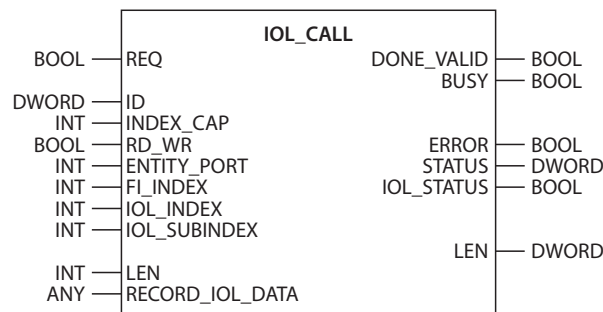 IOL_CALL
BOOL REQ DONE_VALID BOOL
BUSY BOOL
DWORD ID
INT INDEX_CAP
BOOL RD_WR ERROR BOOL
INT ENTITY_PORT STATUS DWORD
INT FI_INDEX IOL_STATUS BOOL
INT IOL_INDEX
INT IOL_SUBINDEX
LEN DWORD
INT LEN
ANY RECORD_IOL_DATA